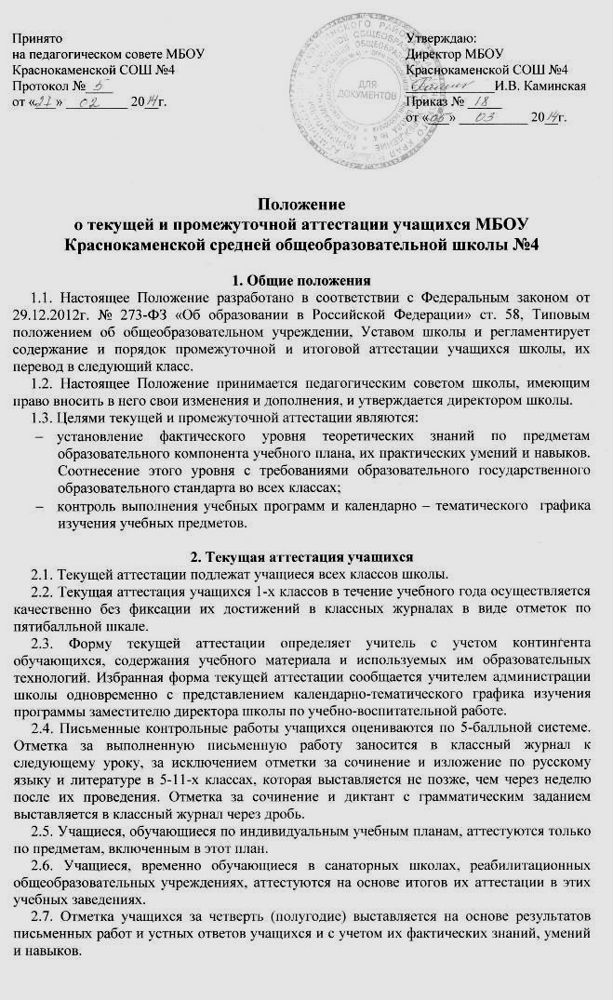 Принято
на педагогическом совете МБОУ
Краснокаменской СОШ №4
Протокол № 5
от «27» 02 2014г.
Утверждаю:
Директор МБОУ
Краснокаменской СОШ №4
И.В. Каминская
Приказ № 18
от «05» 03 2014г.
ДЛЯ
ДОКУМЕНТОВ
Положение
о текущей и промежуточной аттестации учащихся МБОУ
Краснокаменской средней общеобразовательной школы №4
1. Общие положения
1.1. Настоящее Положение разработано в соответствии с Федеральным законом от
29.12.2012г. № 273-ФЗ «Об образовании в Российской Федерации» ст. 58, Типовым
положением об общеобразовательном учреждении, Уставом школы и регламентирует
содержание и порядок промежуточной и итоговой аттестации учащихся школы, их
перевод в следующий класс.
1.2. Настоящее Положение принимается педагогическим советом школы, имеющим
право вносить в него свои изменения и дополнения, и утверждается директором школы.
1.3. Целями текущей и промежуточной аттестации являются:
– установление фактического уровня теоретических знаний по предметам
образовательного компонента учебного плана, их практических умений и навыков.
Соотнесение этого уровня с требованиями образовательного государственного
образовательного стандарта во всех классах;
– контроль выполнения учебных программ и календарно – тематического графика
изучения учебных предметов.
2. Текущая аттестация учащихся
2.1. Текущей аттестации подлежат учащиеся всех классов школы.
2.2. Текущая аттестация учащихся 1-х классов в течение учебного года осуществляется
качественно без фиксации их достижений в классных журналах в виде отметок по
пятибалльной шкале.
2.3. Форму текущей аттестации определяет учитель с учетом контингента
обучающихся, содержания учебного материала и используемых им образовательных
технологий. Избранная форма текущей аттестации сообщается учителем администрации
школы одновременно с представлением календарно-тематического графика изучения
программы заместителю директора школы по учебно-воспитательной работе.
2.4. Письменные контрольные работы учащихся оцениваются по 5-балльной системе.
Отметка за выполненную письменную работу заносится в классный журнал к
следующему уроку, за исключением отметки за сочинение и изложение по русскому
языку и литературе в 5-11-х классах, которая выставляется не позже, чем через неделю
после их проведения. Отметка за сочинение и диктант с грамматическим заданием
выставляется в классный журнал через дробь.
2.5. Учащиеся, обучающиеся по индивидуальным учебным планам, аттестуются только
по предметам, включенным в этот план.
2.6. Учащиеся, временно обучающиеся в санаторных школах, реабилитационных
общеобразовательных учреждениях, аттестуются на основе итогов их аттестации в этих
учебных заведениях.
2.7. Отметка учащихся за четверть (полугодие) выставляется на основе результатов
письменных работ и устных ответов учащихся и с учетом их фактических знаний, умений
и навыков.